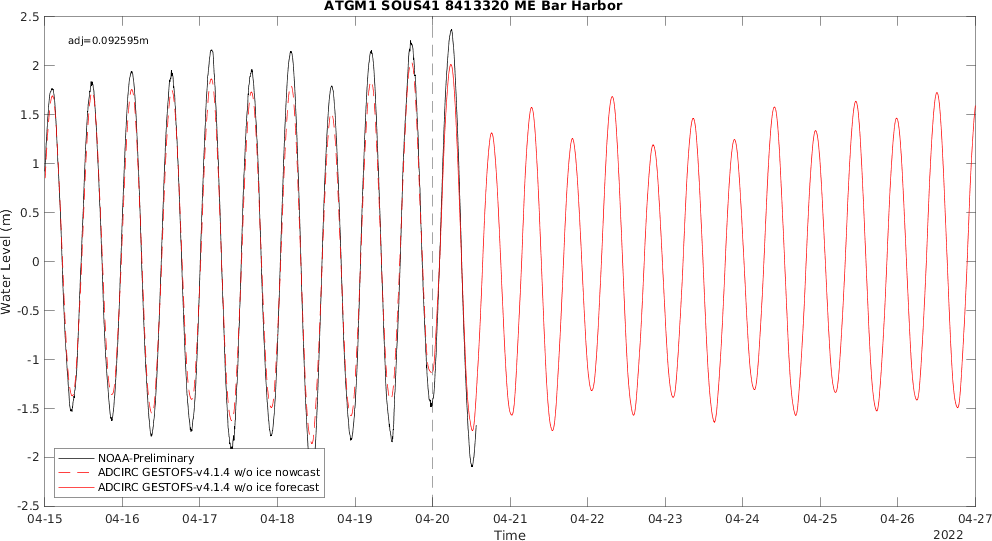 ATGM1 SOUS41 8413320 ME Bar Harbor
adj=0.092595m
2.5
2
1.5
1
0.5
0
-0.5
-1
-1.5
-2
-2.5
Water Level (m)
NOAA-Preliminary
ADCIRC GESTOFS-v4.1.4 w/o ice nowcast
ADCIRC GESTOFS-v4.1.4 w/o ice forecast
04-15 04-16 04-17 04-18 04-19 04-20 04-21 04-22 04-23 04-24 04-25 04-26 04-27
Time
2022